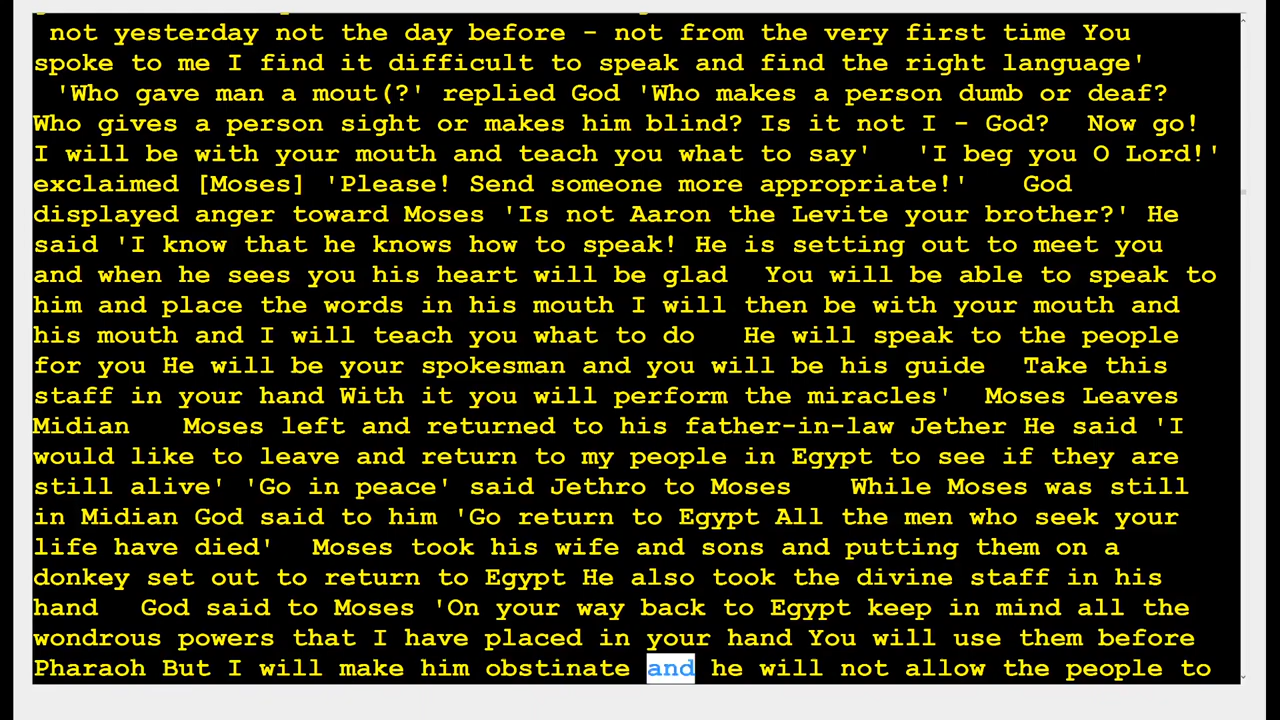 not yesterday not the day before - not from the very first time You
spoke to me I find it difficult to speak and find the right language'
'Who gave man a mout(?' replied God 'Who makes a person dumb or deaf?
Who gives a person sight or makes him blind? Is it not I - God? Now go!
I will be with your mouth and teach you what to say' 'I beg you O Lord!'
exclaimed [Moses] 'Please! Send someone more appropriate!' God
displayed anger toward Moses 'Is not Aaron the Levite your brother?' He
said 'I know that he knows how to speak! He is setting out to meet you
and when he sees you his heart will be glad You will be able to speak to
him and place the words in his mouth I will then be with your mouth and
his mouth and I will teach you what to do He will speak to the people
for you He will be your spokesman and you will be his guide Take this
staff in your hand With it you will perform the miracles' Moses Leaves
Midian Moses left and returned to his father-in-law Jether He said 'I
would like to leave and return to my people in Egypt to see if they are
still alive' 'Go in peace' said Jethro to Moses While Moses was still
in Midian God said to him 'Go return to Egypt All the men who seek your
life have died' Moses took his wife and sons and putting them on a
donkey set out to return to Egypt He also took the divine staff in his
hand God said to Moses 'On your way back to Egypt keep in mind all the
wondrous powers that I have placed in your hand You will use them before
Pharaoh But I will make him obstinate and he will not allow the people to